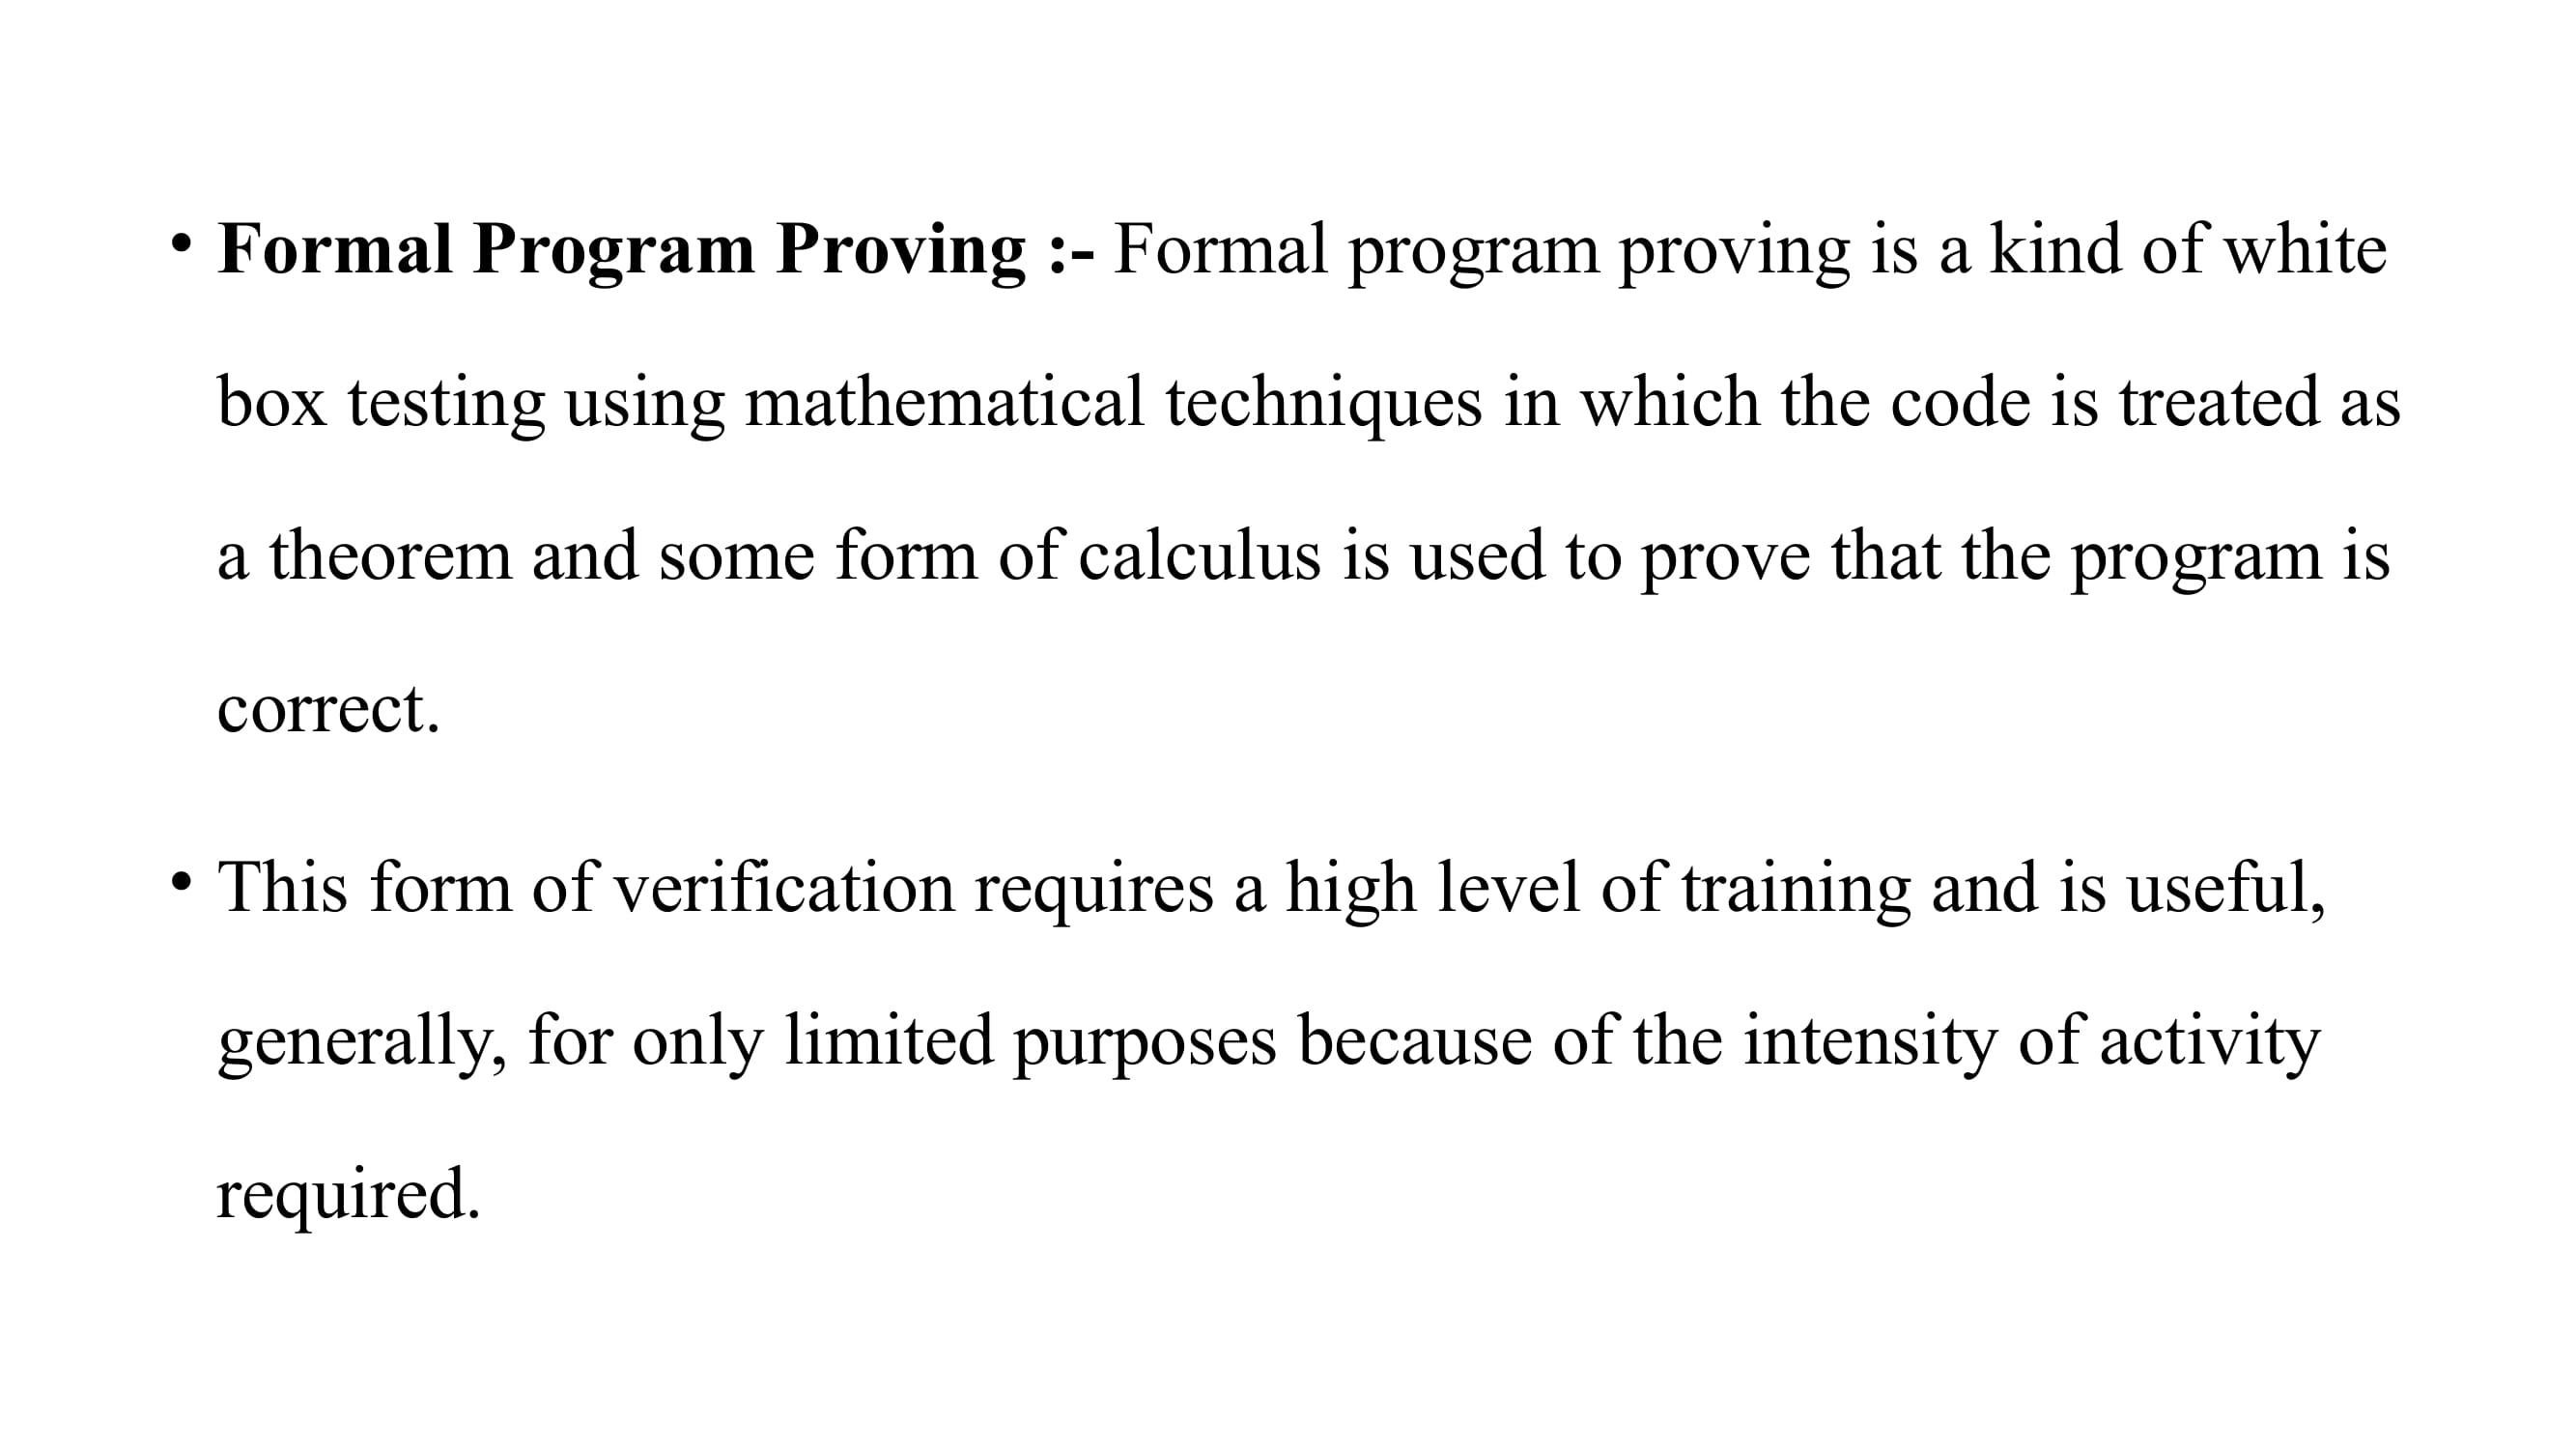 • Formal Program Proving :- Formal program proving is a kind of white
box testing using mathematical techniques in which the code is treated as
a theorem and some form of calculus is used to prove that the program is
correct.
• This form of verification requires a high level of training and is useful,
generally, for only limited purposes because of the intensity of activity
required.